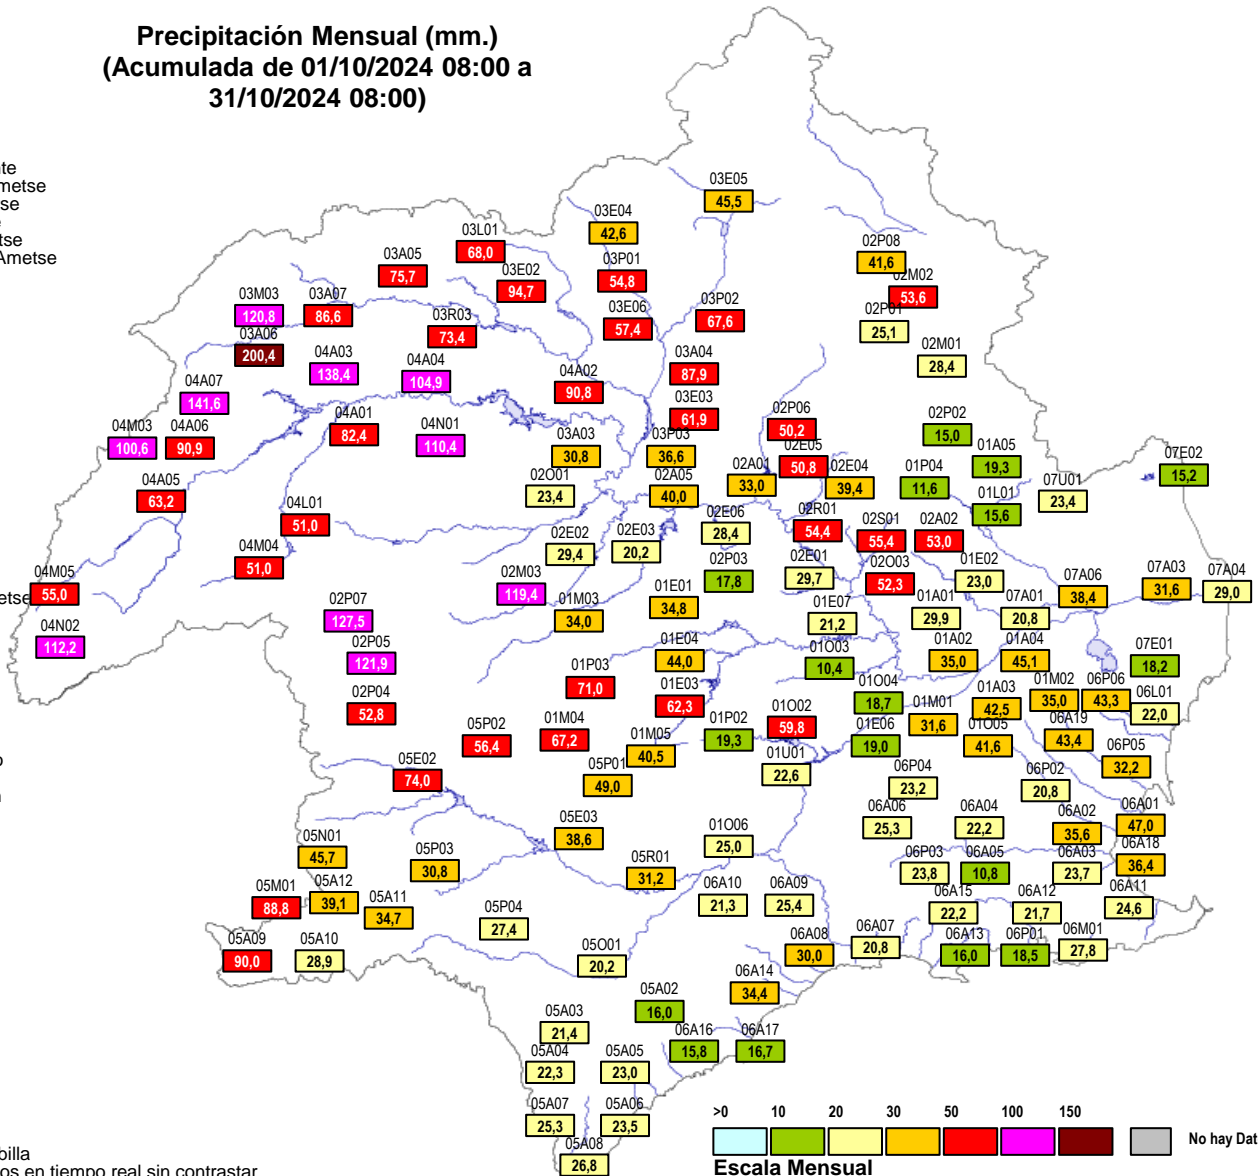 Precipitación Mensual (mm.)
(Acumulada de 01/10/2024 08:00 a
31/10/2024 08:00)
nte
metse
se
e
tse
Ametse
03E05
45,5
03E04
42,6
03L01
68,0
02P08
41,6
03A05
75,7
03P01
54,8
03E02
94,7
02M02
53,6
03M03
120,8
03A07
86,6
03P02
67,6
03E06
57,4
02P01
25,1
03R03
73,4
03A06
200,4
02M01
28,4
04A03
138,4
04A04
104,9
03A04
87,9
04A02
90,8
04A07
141,6
03E03
61,9
02P06
50,2
02P02
15,0
04M03
100,6
04A06
90,9
04A01
82,4
04N01
110,4
03A03
30,8
03P03
36,6
02E05
50,8
01A05
19,3
07E02
15,2
02A01
33,0
02E04
39,4
01P04
11,6
04A05
63,2
02O01
23,4
02A05
40,0
07U01
23,4
01L01
15,6
04L01
51,0
02E06
28,4
02R01
54,4
02S01
55,4
02A02
53,0
02E02
29,4
02E03
20,2
04M04
51,0
02P03
17,8
02E01
29,7
02O03
52,3
01E02
23,0
04M05
55,0
etse
02M03
119,4
07A06
38,4
07A03
31,6
07A04
29,0
01E01
34,8
01M03
34,0
02P07
127,5
01E07
21,2
01A01
29,9
07A01
20,8
04N02
112,2
02P05
121,9
01E04
44,0
01O03
10,4
01A02
35,0
01A04
45,1
07E01
18,2
01P03
71,0
01E03
62,3
02P04
52,8
01O04
18,7
01M01
31,6
01A03
42,5
01M02
35,0
06P06
43,3
06L01
22,0
05P02
56,4
01M04
67,2
01P02
19,3
01O02
59,8
01E06
19,0
01O05
41,6
06A19
43,4
01M05
40,5
06P05
32,2
05E02
74,0
05P01
49,0
01U01
22,6
06P04
23,2
06P02
20,8
05E03
38,6
01O06
25,0
06A06
25,3
06A04
22,2
06A02
35,6
06A01
47,0
05N01
45,7
05P03
30,8
05R01
31,2
06P03
23,8
06A05
10,8
06A03
23,7
06A18
36,4
05M01
88,8
05A12
39,1
05A11
34,7
06A10
21,3
06A09
25,4
06A15
22,2
06A12
21,7
06A11
24,6
05P04
27,4
05A09
90,0
05A10
28,9
05O01
20,2
06A08
30,0
06A07
20,8
06A13
16,0
06P01
18,5
06M01
27,8
06A14
34,4
05A02
16,0
05A03
21,4
06A16
15,8
06A17
16,7
05A04
22,3
05A05
23,0
05A07
25,3
05A06
23,5
05A08
26,8
>0 10 20 30 50 100 150
No hay Dat
Escala Mensual
billa
os en tiempo real sin contrastar